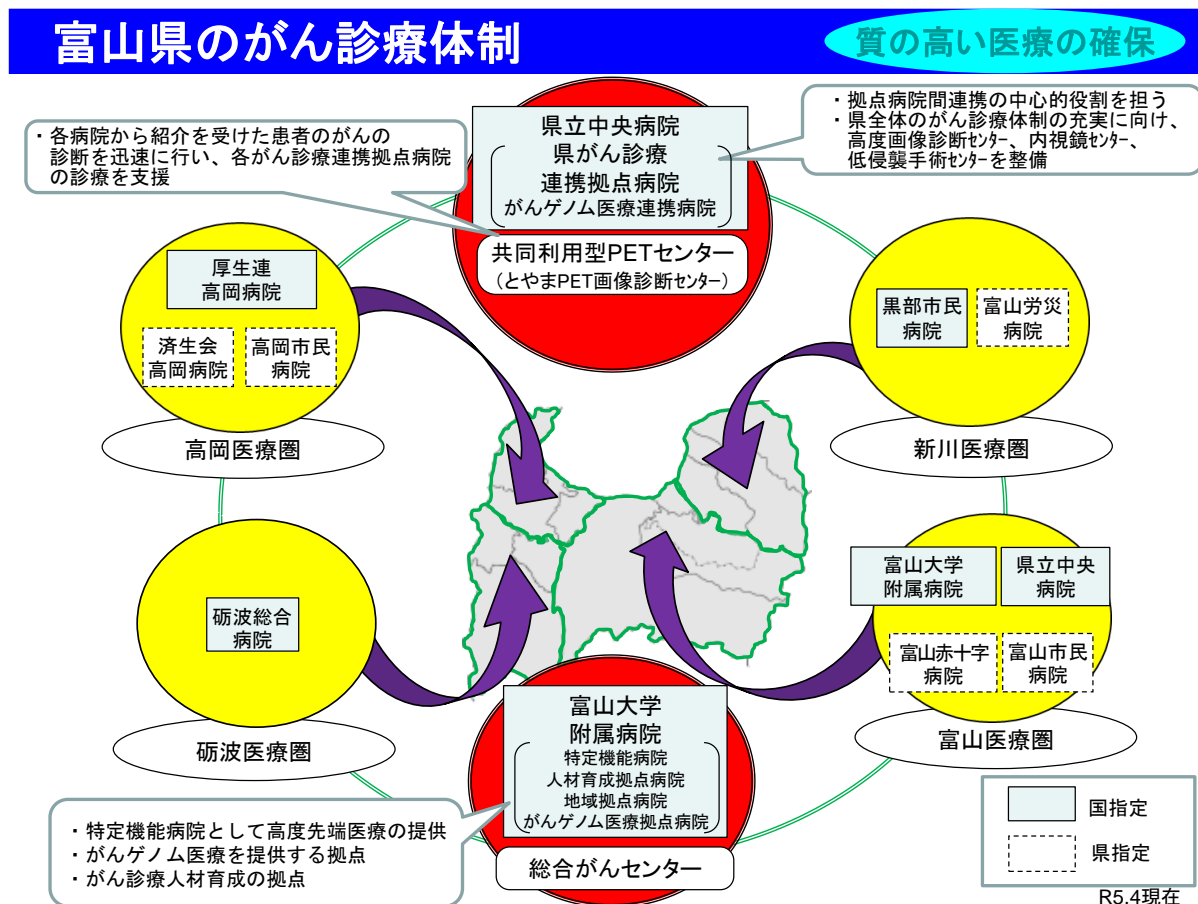 富山県のがん診療体制
質の高い医療の確保
・各病院から紹介を受けた患者のがんの
診断を迅速に行い、各がん診療連携拠点病院
の診療を支援
県立中央病院
県がん診療
連携拠点病院
がんゲノム医療連携病院
共同利用型PETセンター
(とやまPET画像診断ｾﾝﾀｰ)
・拠点病院間連携の中心的役割を担う
・県全体のがん診療体制の充実に向け、
高度画像診断ｾﾝﾀｰ、内視鏡ｾﾝﾀｰ、
低侵襲手術ｾﾝﾀｰを整備
厚生連
高岡病院
済生会
高岡病院
高岡市民
病院
高岡医療圏
黒部市民
病院
富山労災
病院
新川医療圏
砺波総合
病院
砺波医療圏
富山大学
附属病院
県立中央
病院
富山赤十字
病院
富山市民
病院
富山医療圏
富山大学
附属病院
特定機能病院
人材育成拠点病院
地域拠点病院
がんゲノム医療拠点病院
総合がんセンター
・特定機能病院として高度先端医療の提供
・がんゲノム医療を提供する拠点
・がん診療人材育成の拠点
国指定
県指定
R5.4現在